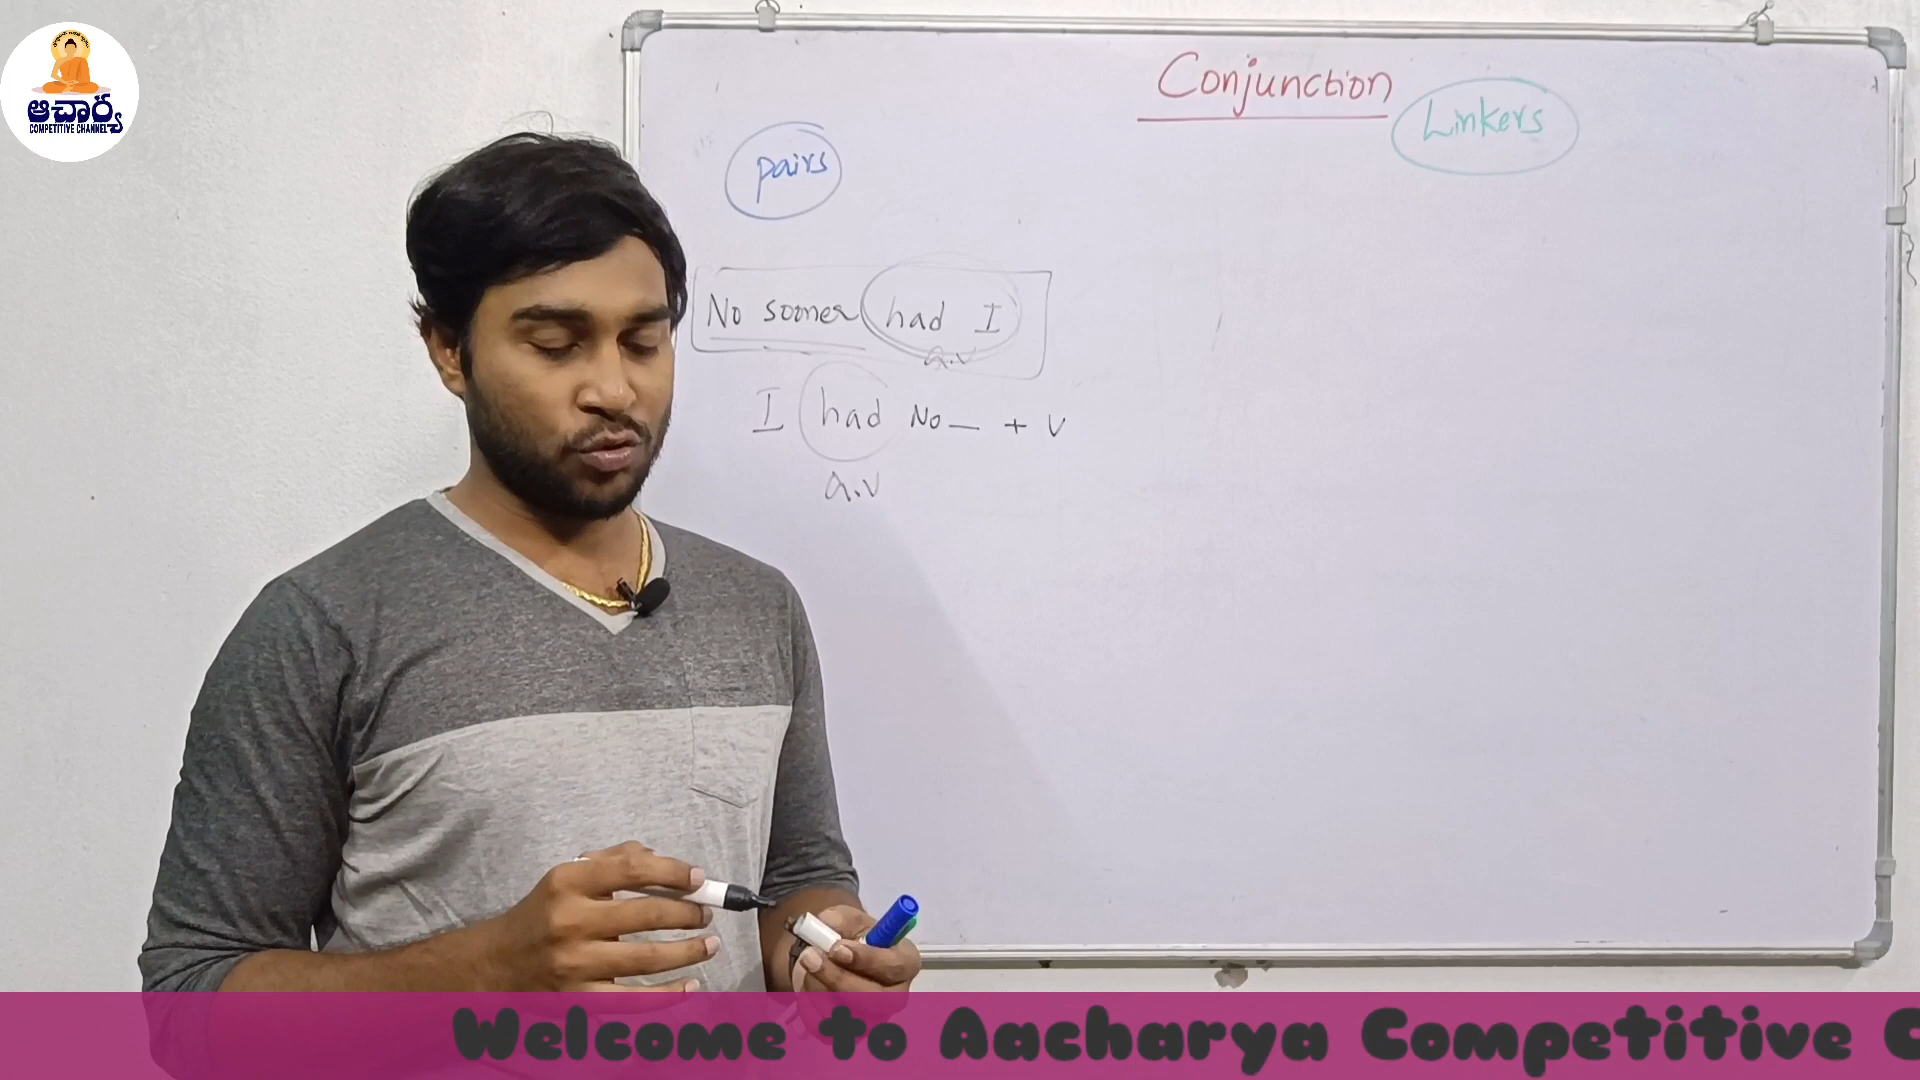 ఆచార్య
COMPETITIVE CHANNEL
Conjunction
Linkers
pairs
No sooner had I
a.v
I had No — + V
a.v
Welcome to Aacharya Competitive C